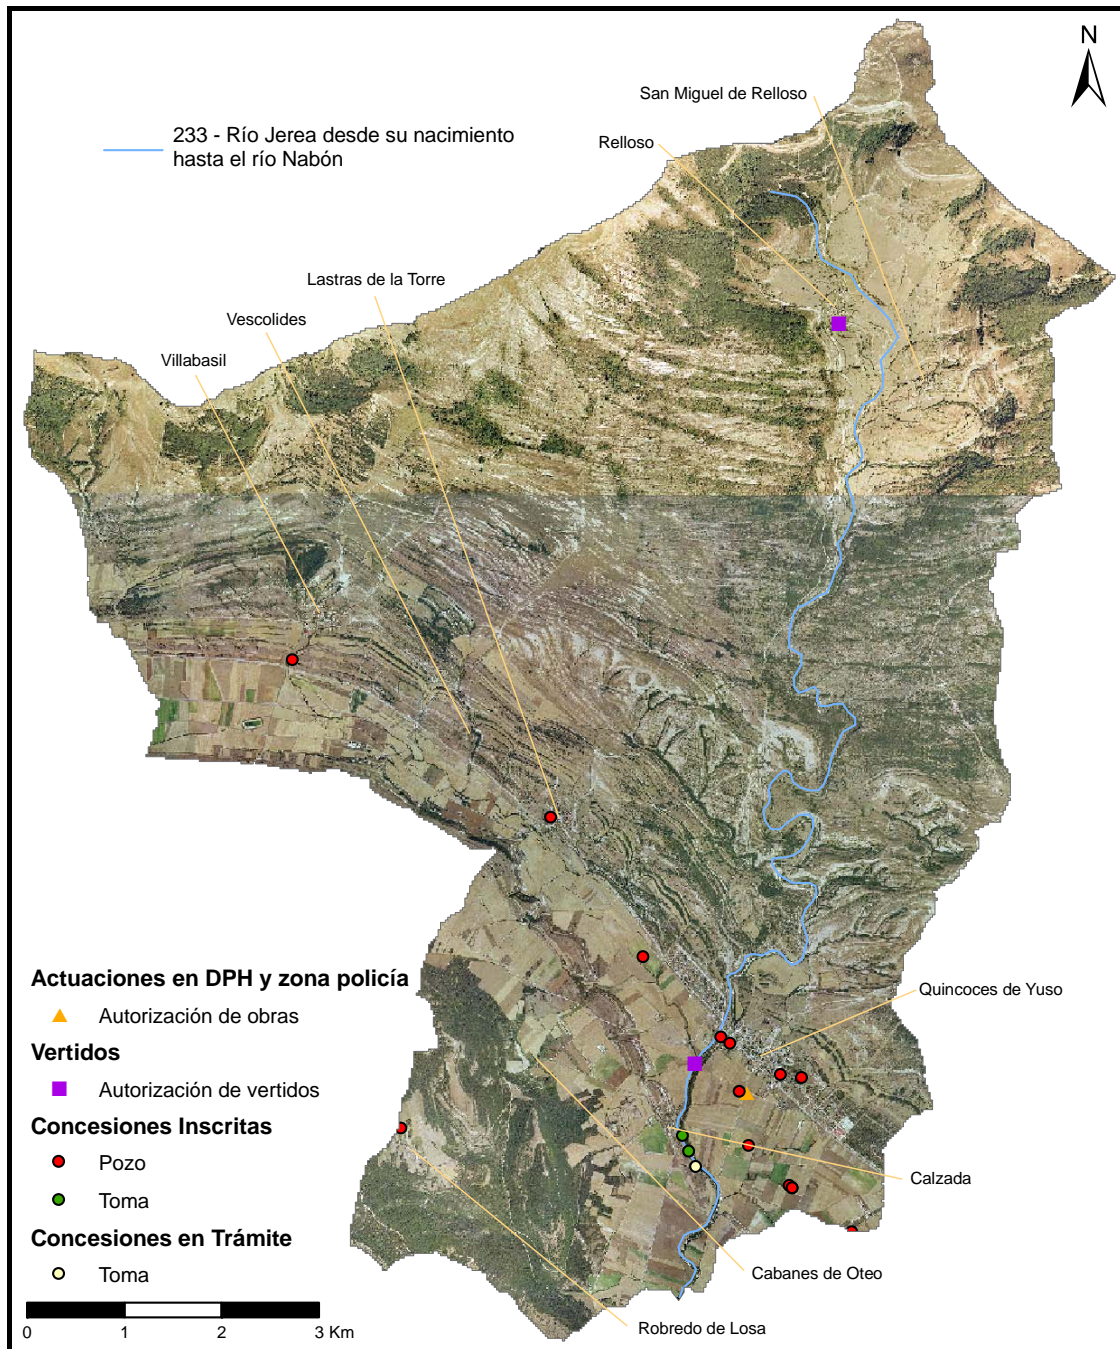 N
San Miguel de Relloso
233 - Río Jerea desde su nacimiento
hasta el río Nabón
Relloso
Lastras de la Torre
Vescolides
Villabasil
Actuaciones en DPH y zona policía
Autorización de obras
Vertidos
Autorización de vertidos
Concesiones Inscritas
Pozo
Toma
Concesiones en Trámite
Toma
0 1 2 3 Km
Quincoces de Yuso
Calzada
Cabanes de Oteo
Robredo de Losa